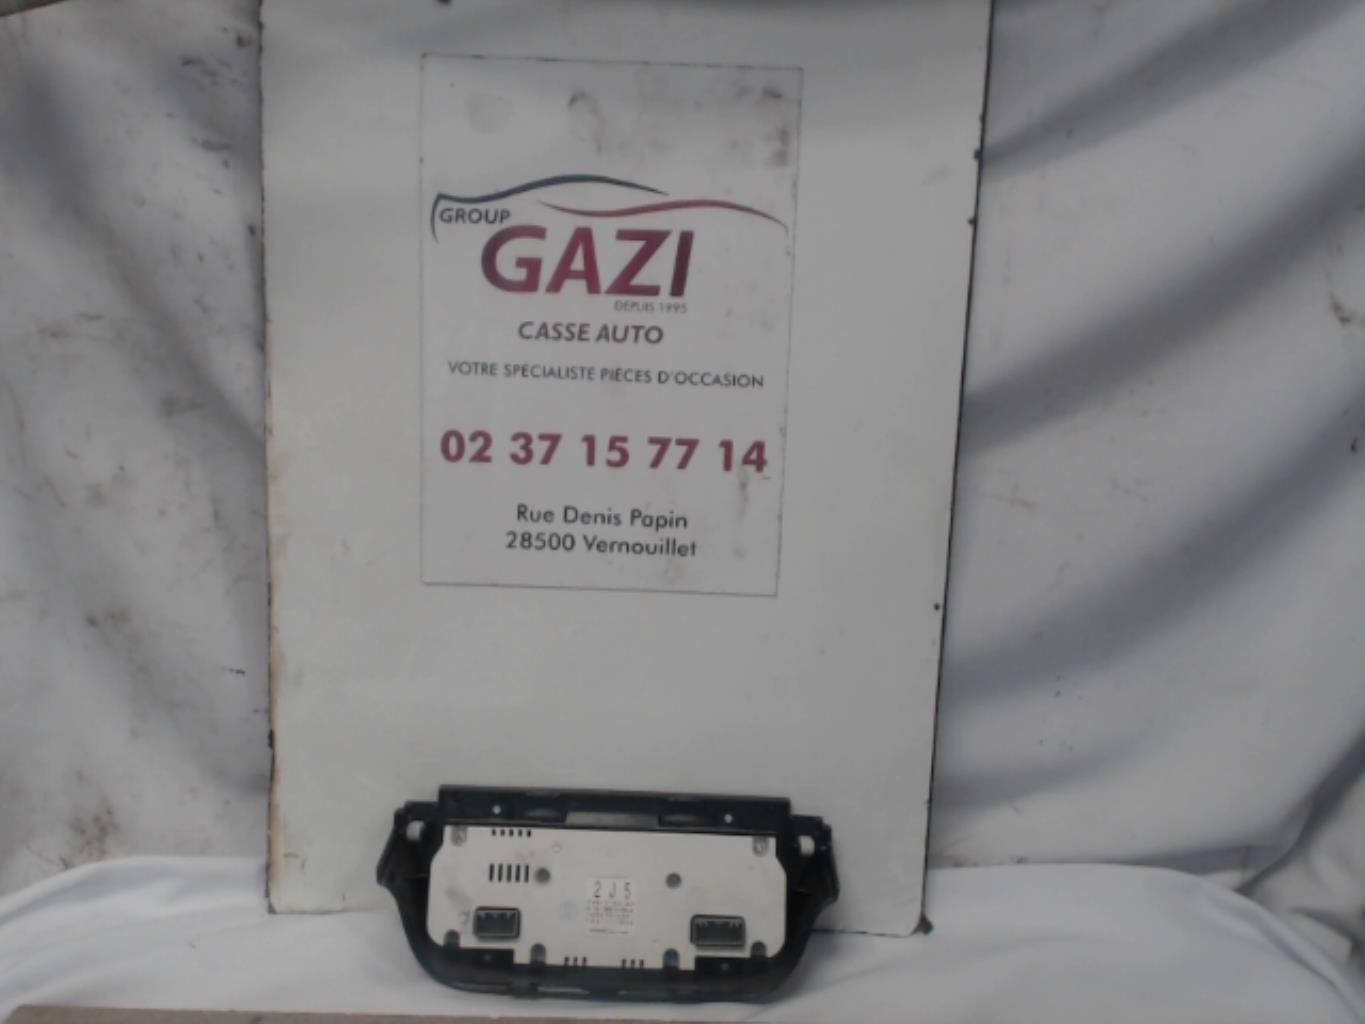 GROUP
GAZI
DEPUIS 1995
CASSE AUTO
VOTRE SPÉCIALISTE PIÈCES D'OCCASION
02 37 15 77 14
Rue Denis Papin
28500 Vernouillet
2J5